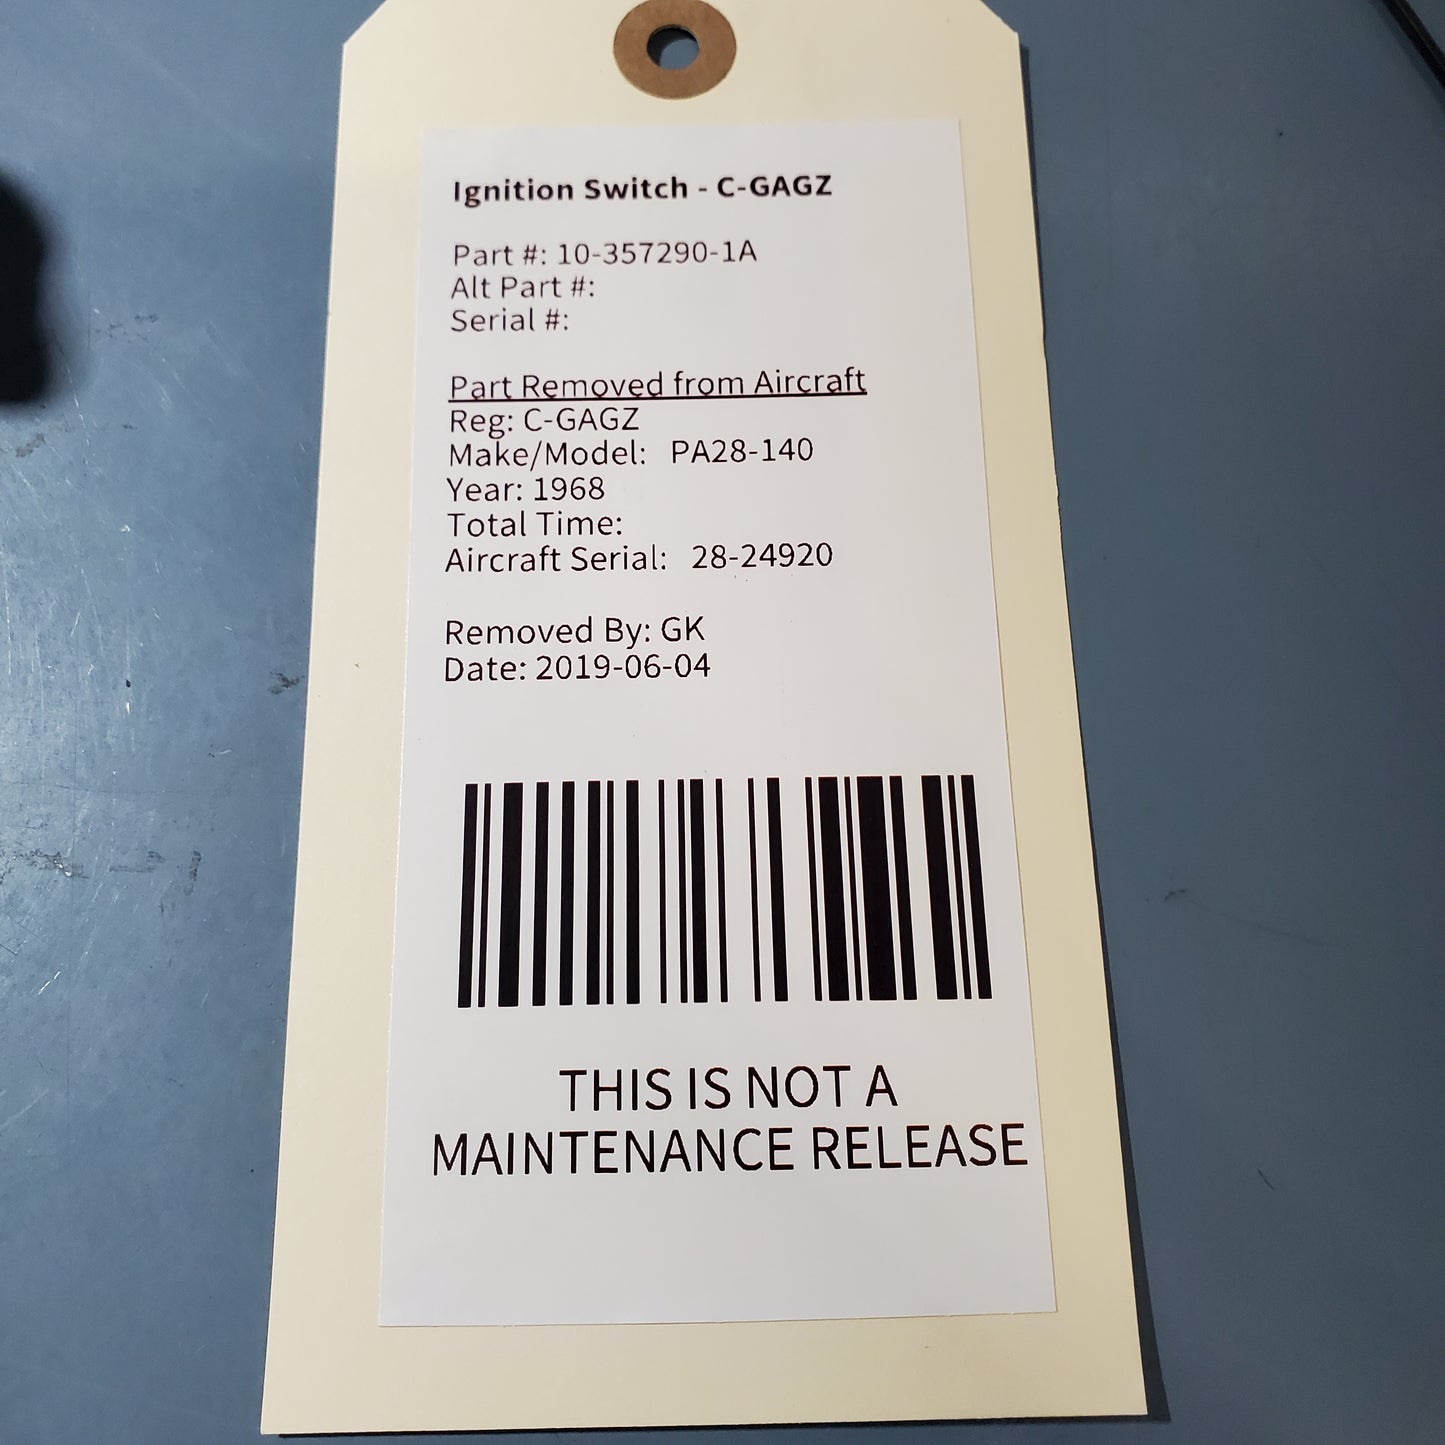 Ignition Switch - C-GAGZ
Part #: 10-357290-1A
Alt Part #:
Serial #:
Part Removed from Aircraft
Reg: C-GAGZ
Make/Model: PA28-140
Year: 1968
Total Time:
Aircraft Serial: 28-24920
Removed By: GK
Date: 2019-06-04
THIS IS NOT A
MAINTENANCE RELEASE